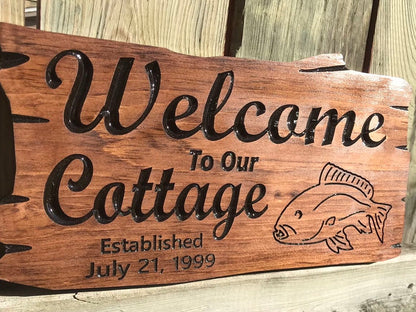 Welcome
To Our
Cottage
Established
July 21, 1999